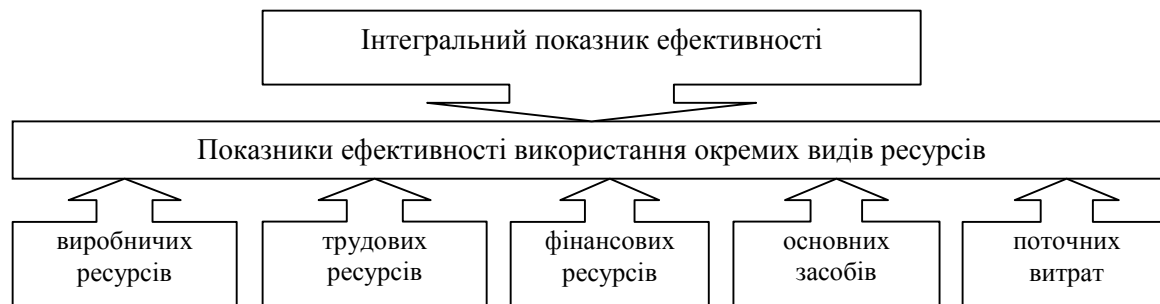 Інтегральний показник ефективності
Показники ефективності використання окремих видів ресурсів
виробничих
ресурсів
трудових
ресурсів
фінансових
ресурсів
основних
засобів
поточних
витрат